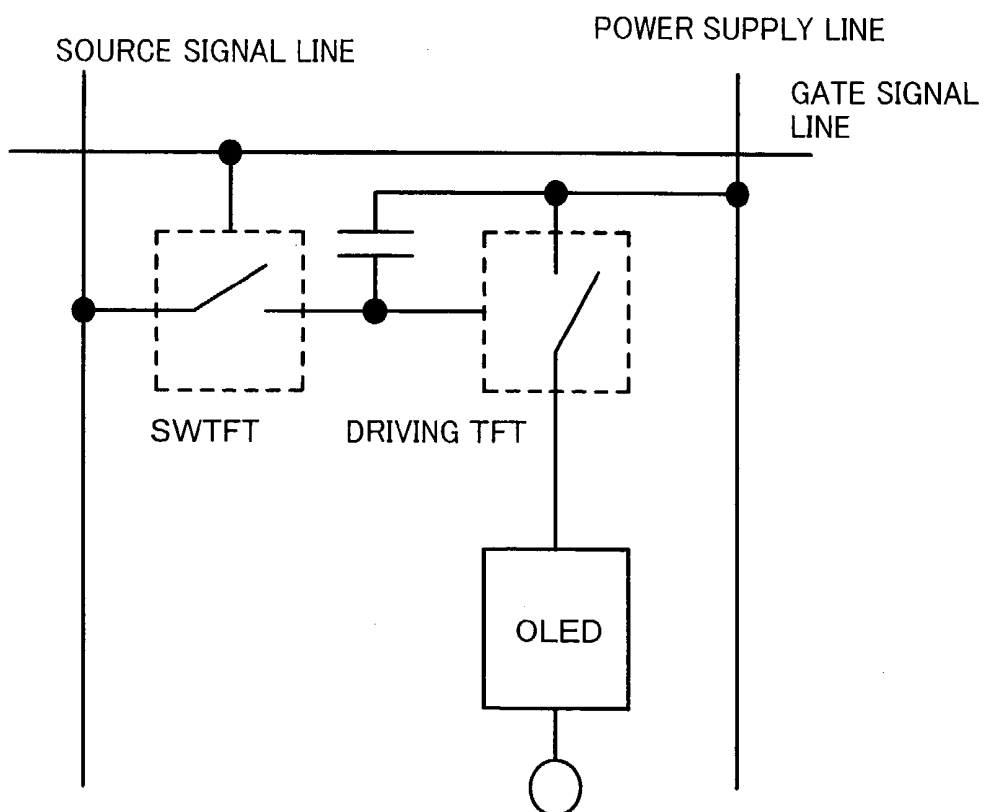 SOURCE SIGNAL LINE
POWER SUPPLY LINE
GATE SIGNAL
LINE
SWTFT
DRIVING TFT
OLED